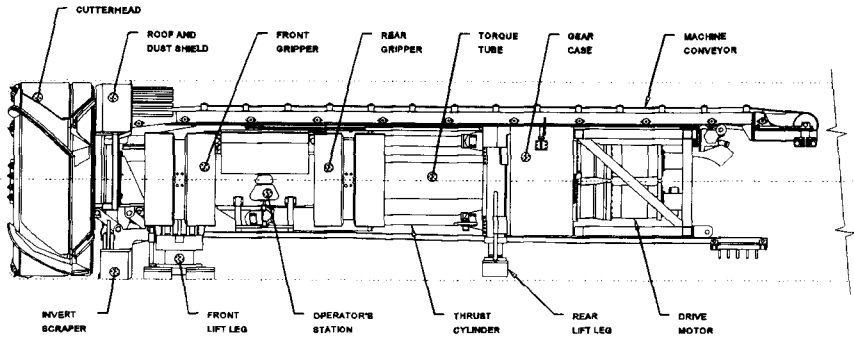 CUTTERHEAD
ROOF AND
DUST SHIELD
FRONT
GRIPPER
REAR
GRIPPER
TORQUE
TUBE
GEAR
CASE
MACHINE
CONVEYOR
INVERT
SCRAPER
FRONT
LIFT LEG
OPERATOR'S
STATION
THRUST
CYLINDER
REAR
LIFT LEG
DRIVE
MOTOR